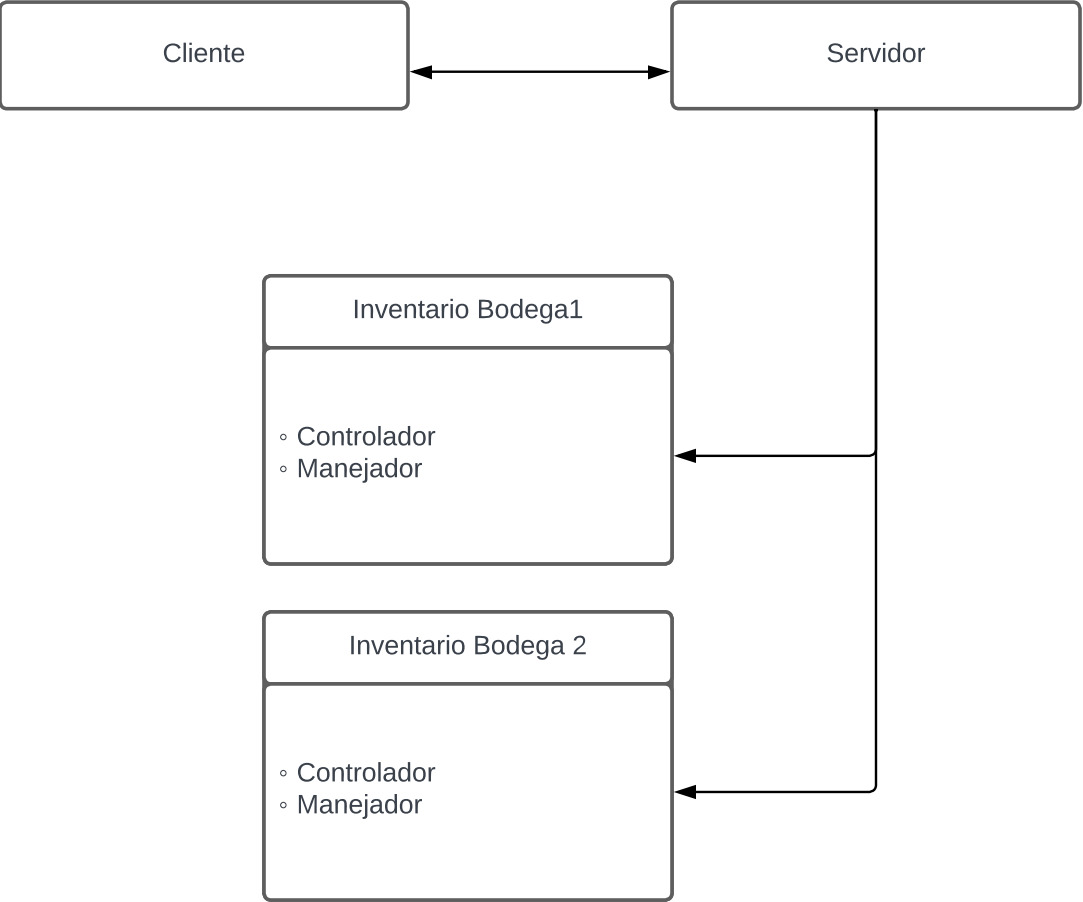 Cliente
Servidor
Inventario Bodega1
◦ Controlador
◦ Manejador
Inventario Bodega 2
◦ Controlador
◦ Manejador